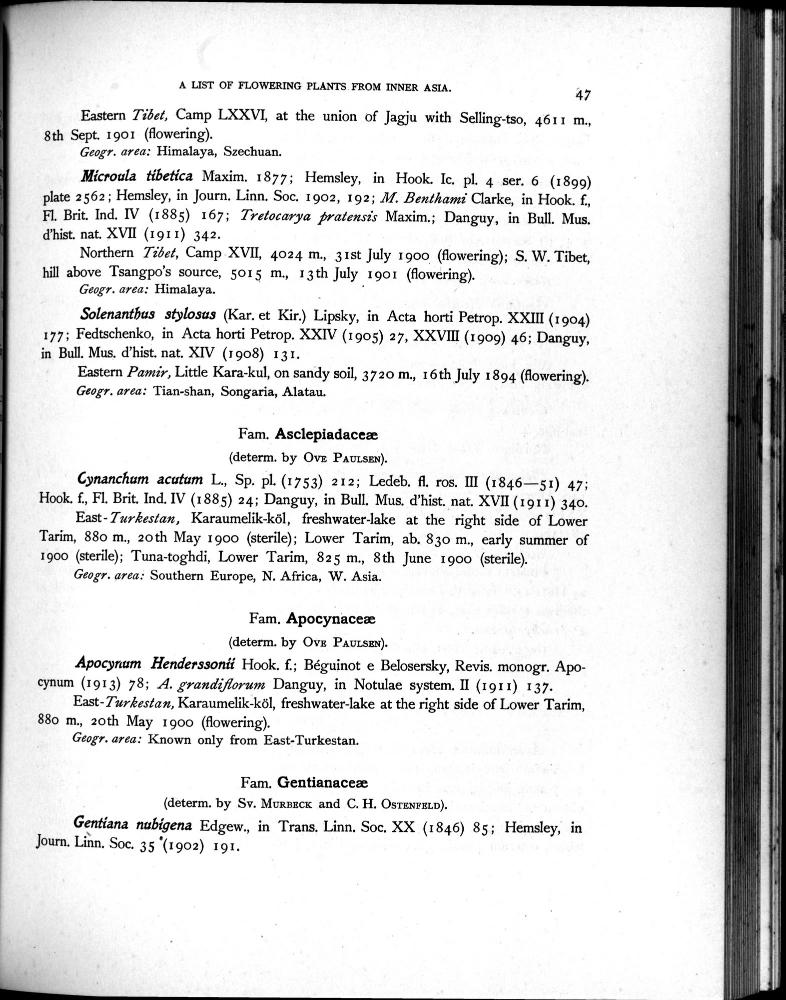 A LIST OF FLOWERING PLANTS FROM INNER ASIA.
47
Eastern Tibet, Camp LXXVI, at the union of Jagju with Selling-tso, 4611 m.,
8th Sept. 1901 (flowering).
Geogr. area: Himalaya, Szechuan.
Microula tibetica Maxim. 1877; Hemsley, in Hook. Ic. pl. 4 ser. 6 (1899)
plate 2562; Hemsley, in Journ. Linn. Soc. 1902, 192; M. Benthami Clarke, in Hook. f.,
Fl. Brit. Ind. IV (1885) 167; Tretocarya pratensis Maxim.; Danguy, in Bull. Mus.
d'hist. nat. XVII (1911) 342.
Northern Tibet, Camp XVII, 4024 m., 31st July 1900 (flowering); S. W. Tibet,
hill above Tsangpo's source, 5015 m., 13th July 1901 (flowering).
Geogr. area: Himalaya.
Solenanthus stylosus (Kar. et Kir.) Lipsky, in Acta horti Petrop. XXIII (1904)
177; Fedtschenko, in Acta horti Petrop. XXIV (1905) 27, XXVIII (1909) 46; Danguy,
in Bull. Mus. d'hist. nat. XIV (1908) 131.
Eastern Pamir, Little Kara-kul, on sandy soil, 3720 m., 16th July 1894 (flowering).
Geogr. area: Tian-shan, Songaria, Alatau.
Fam. Asclepiadaceæ
(determ. by OVE PAULSEN).
Cynanchum acutum L., Sp. pl. (1753) 212; Ledeb. fl. ros. III (1846—51) 47;
Hook. f., Fl. Brit. Ind. IV (1885) 24; Danguy, in Bull. Mus. d'hist. nat. XVII (1911) 340.
East-Turkestan, Karaumelik-köl, freshwater-lake at the right side of Lower
Tarim, 880 m., 20th May 1900 (sterile); Lower Tarim, ab. 830 m., early summer of
1900 (sterile); Tuna-toghdi, Lower Tarim, 825 m., 8th June 1900 (sterile).
Geogr. area: Southern Europe, N. Africa, W. Asia.
Fam. Apocynaceæ
(determ. by OVE PAULSEN).
Apocynum Henderssonii Hook. f.; Béguinot e Belosersky, Revis. monogr. Apo-
cynum (1913) 78; A. grandiflorum Danguy, in Notulae system. II (1911) 137.
East-Turkestan, Karaumelik-köl, freshwater-lake at the right side of Lower Tarim,
880 m., 20th May 1900 (flowering).
Geogr. area: Known only from East-Turkestan.
Fam. Gentianaceæ
(determ. by SV. MURBECK and C. H. OSTENFELD).
Gentiana nubigena Edgew., in Trans. Linn. Soc. XX (1846) 85; Hemsley, in
Journ. Linn. Soc. 35 (1902) 191.